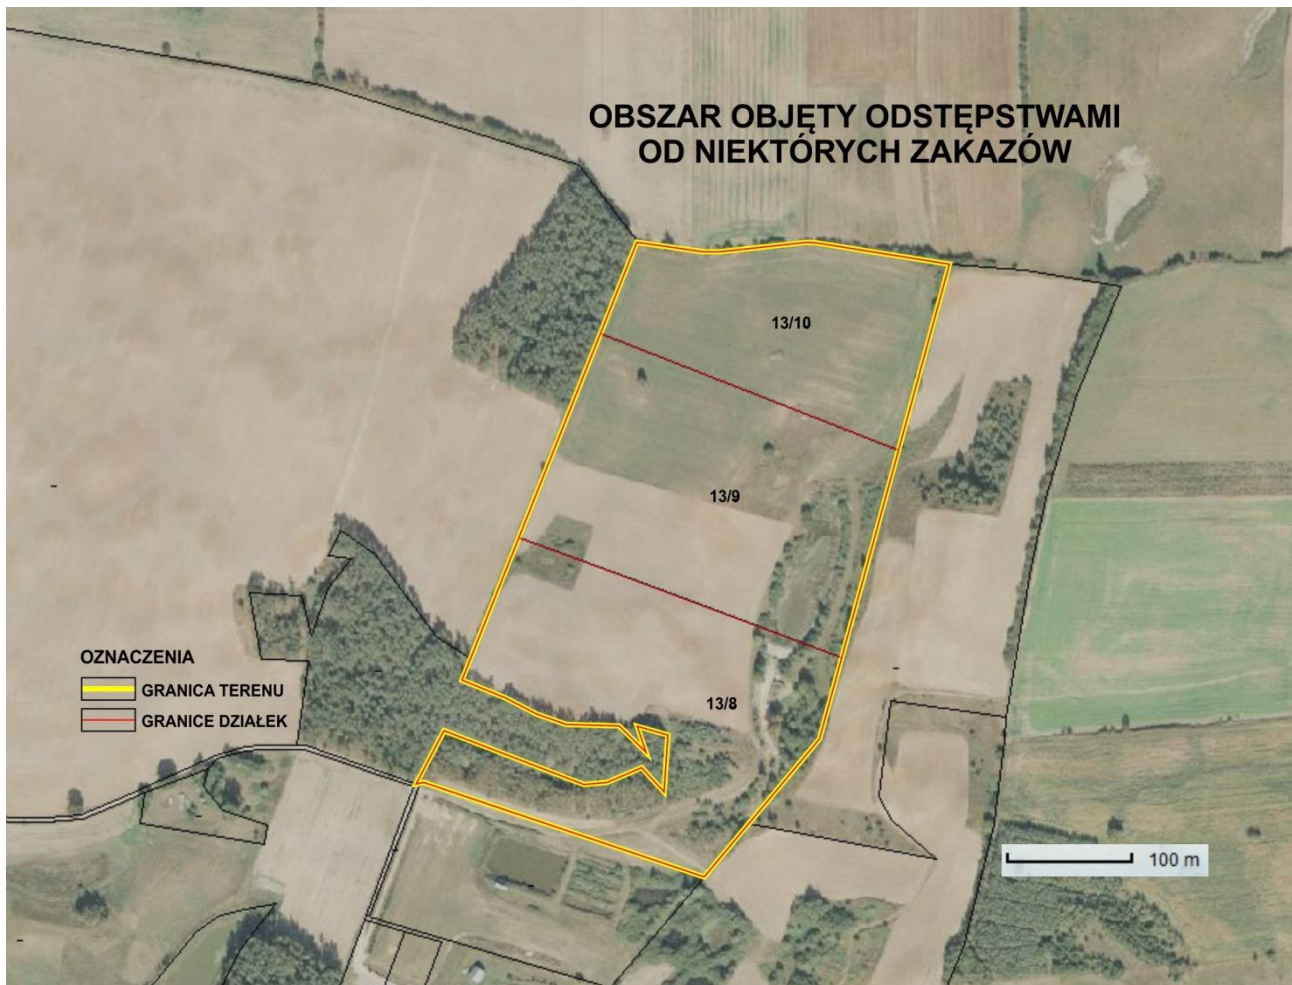 OBSZAR OBJĘTY ODSTĘPSTWAMI
OD NIEKTÓRYCH ZAKAZÓW
13/10
13/9
13/8
OZNACZENIA
GRANICA TERENU
GRANICE DZIAŁEK
100 m